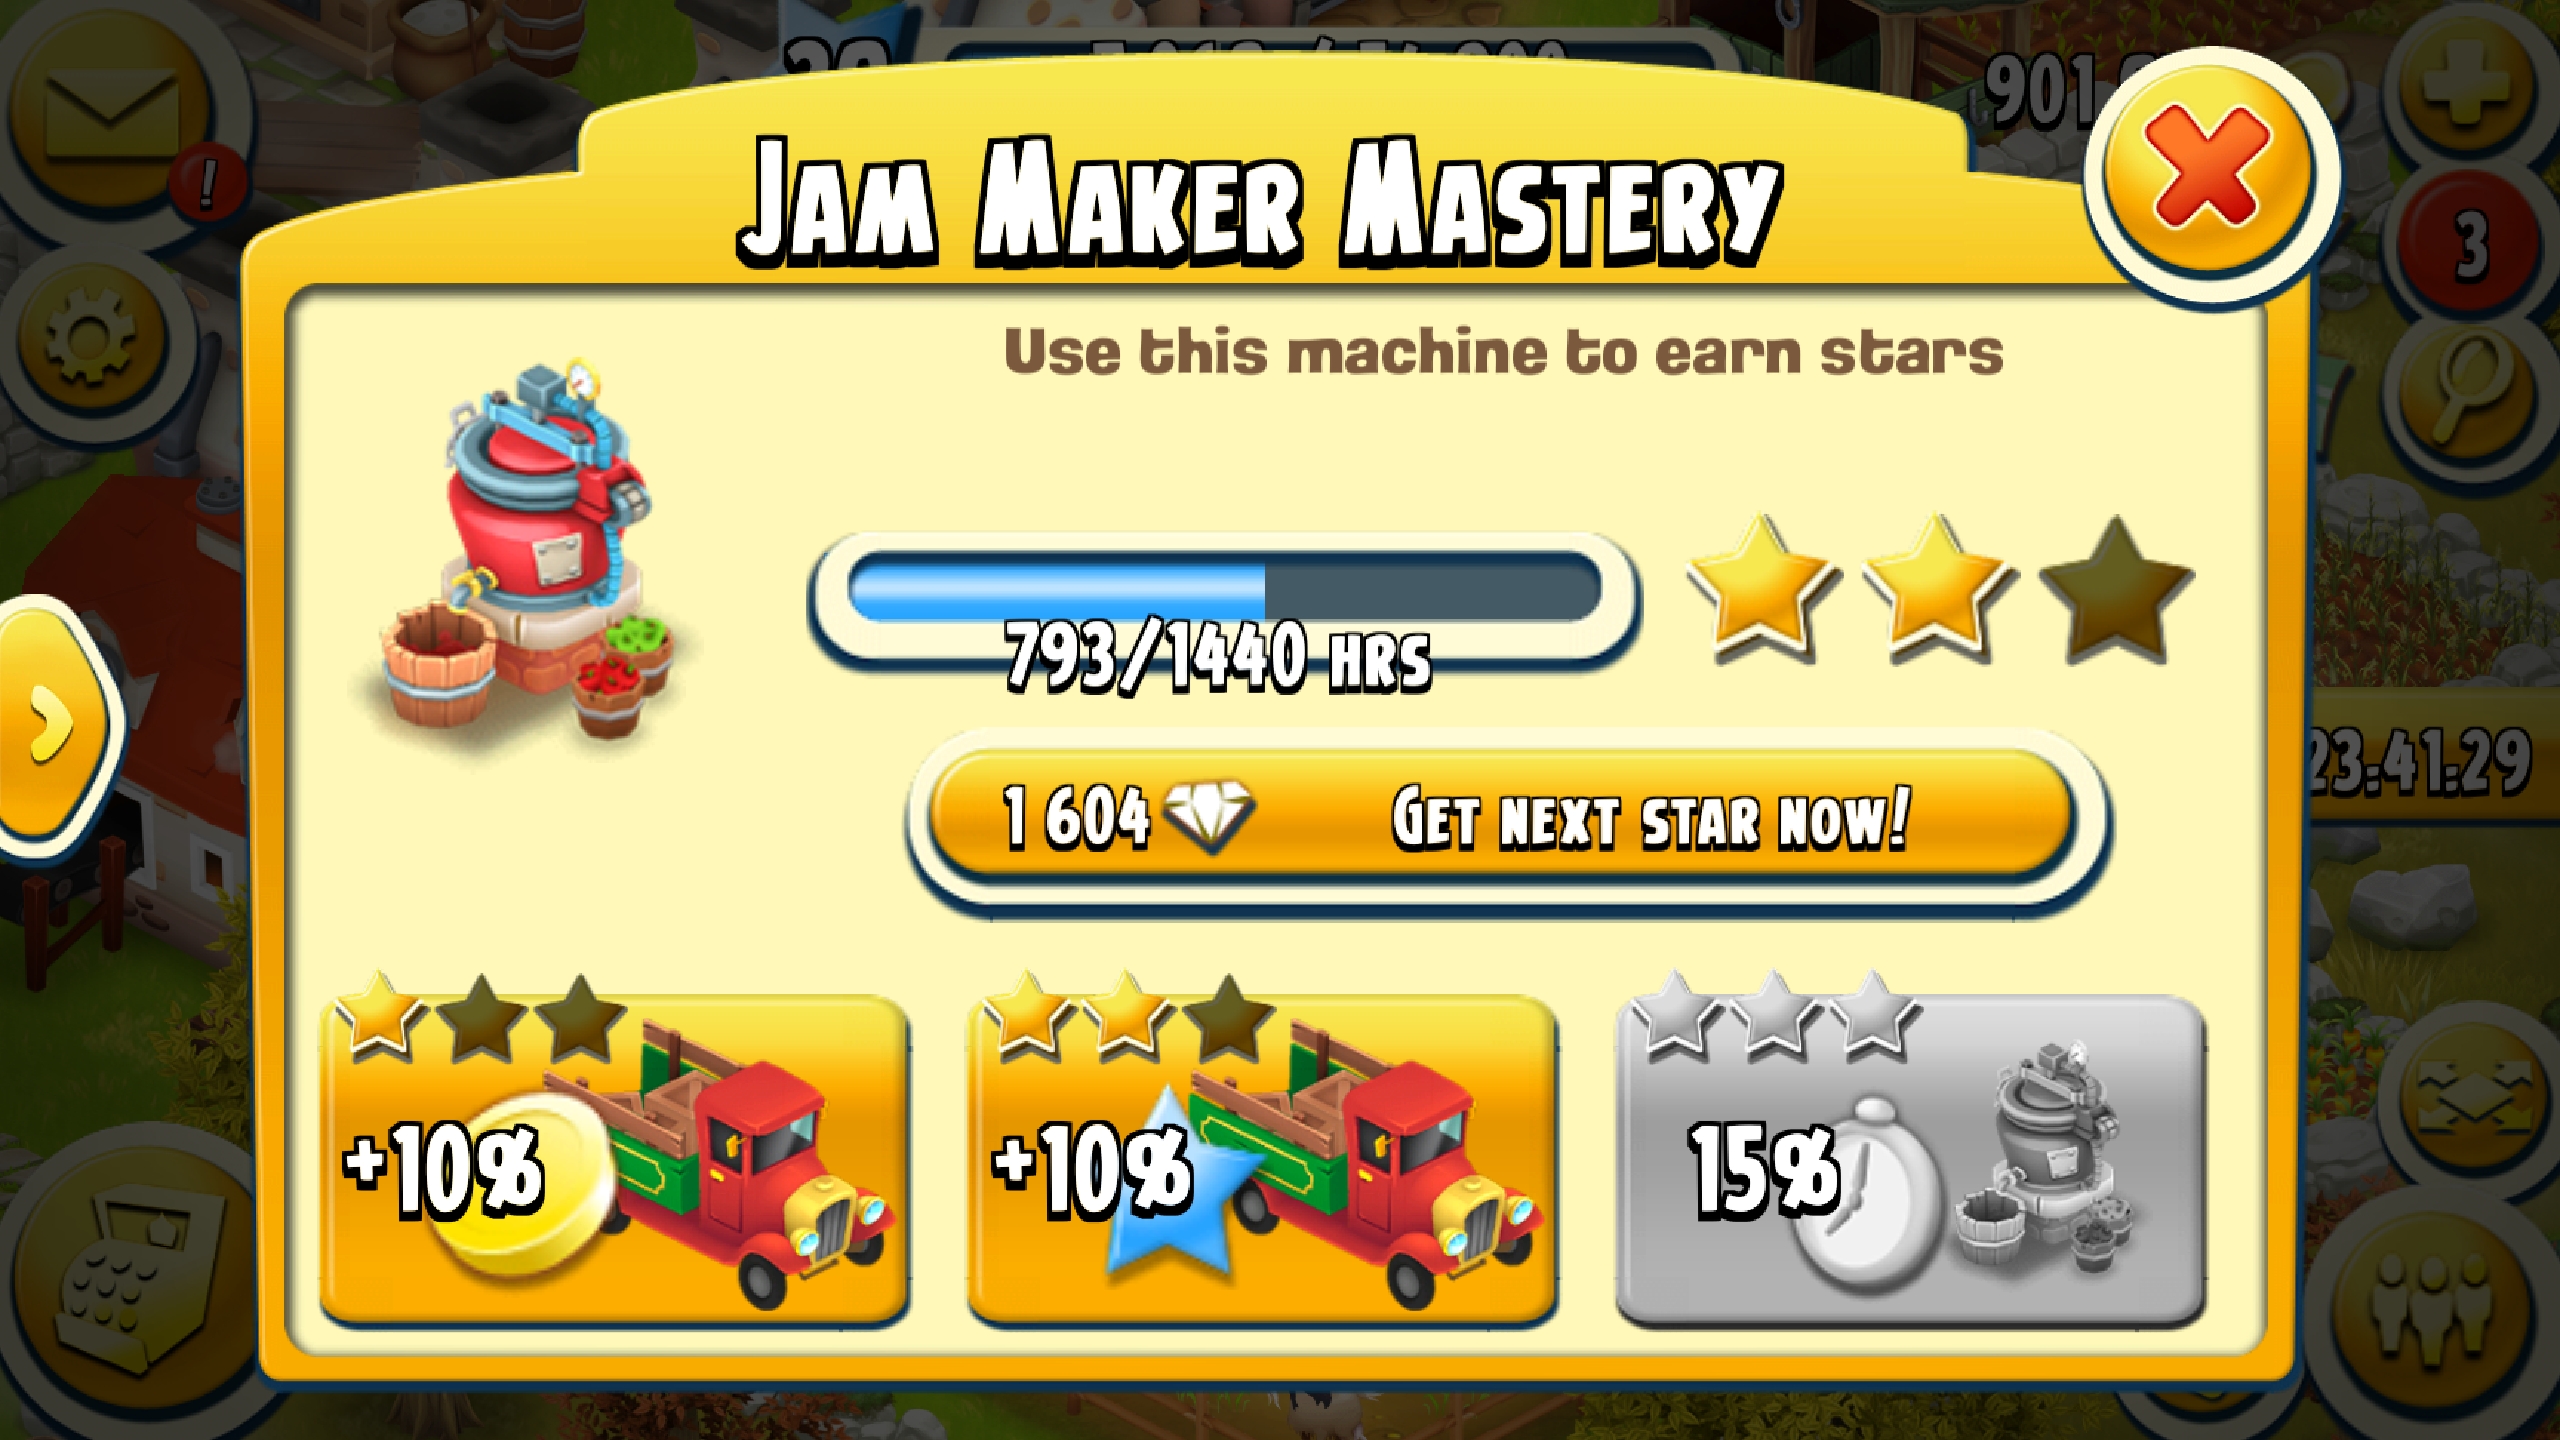 !
JAM MAKER MASTERY
3
Use this machine to earn stars
793/1440 HRS
1 604 GET NEXT STAR NOW!
23:41:29
+10%
+10%
15%